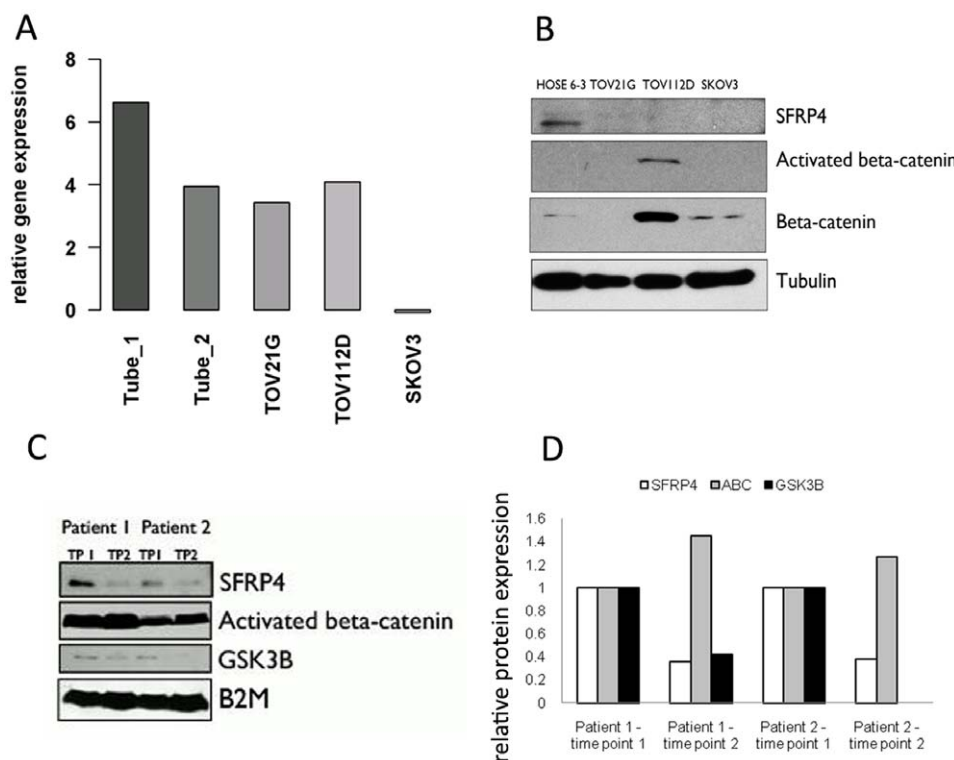 A
relative gene expression
8
6
4
2
0
Tube_1
Tube_2
TOV21G
TOV112D
SKOV3
B
HOSE 6-3 TOV21G TOV112D SKOV3
SFRP4
Activated beta-catenin
Beta-catenin
Tubulin
C
Patient 1 Patient 2
TP 1 TP2 TP1 TP2
SFRP4
Activated beta-catenin
GSK3B
B2M
D
SFRP4 ABC GSK3B
relative protein expression
1.6
1.4
1.2
1
0.8
0.6
0.4
0.2
0
Patient 1 - Patient 1 - Patient 2 - Patient 2 -
time point 1 time point 2 time point 1 time point 2